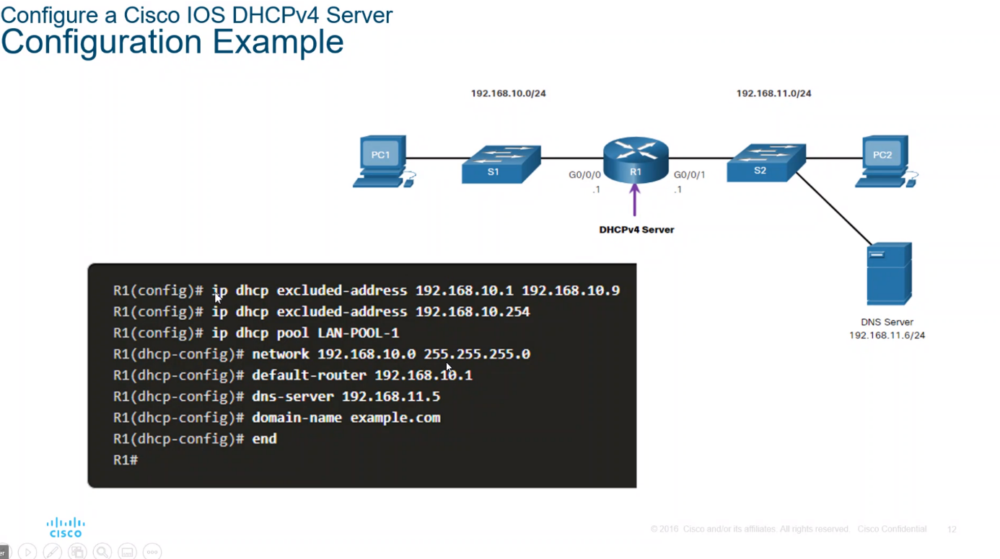 Configure a Cisco IOS DHCPv4 Server
Configuration Example
192.168.10.0/24
192.168.11.0/24
PC1
S1
G0/0/0
.1
R1
G0/0/1
.1
S2
PC2
DHCPv4 Server
DNS Server
192.168.11.6/24
R1(config)# ip dhcp excluded-address 192.168.10.1 192.168.10.9
R1(config)# ip dhcp excluded-address 192.168.10.254
R1(config)# ip dhcp pool LAN-POOL-1
R1(dhcp-config)# network 192.168.10.0 255.255.255.0
R1(dhcp-config)# default-router 192.168.10.1
R1(dhcp-config)# dns-server 192.168.11.5
R1(dhcp-config)# domain-name example.com
R1(dhcp-config)# end
R1#
CISCO
© 2016 Cisco and/or its affiliates. All rights reserved. Cisco Confidential
12
er